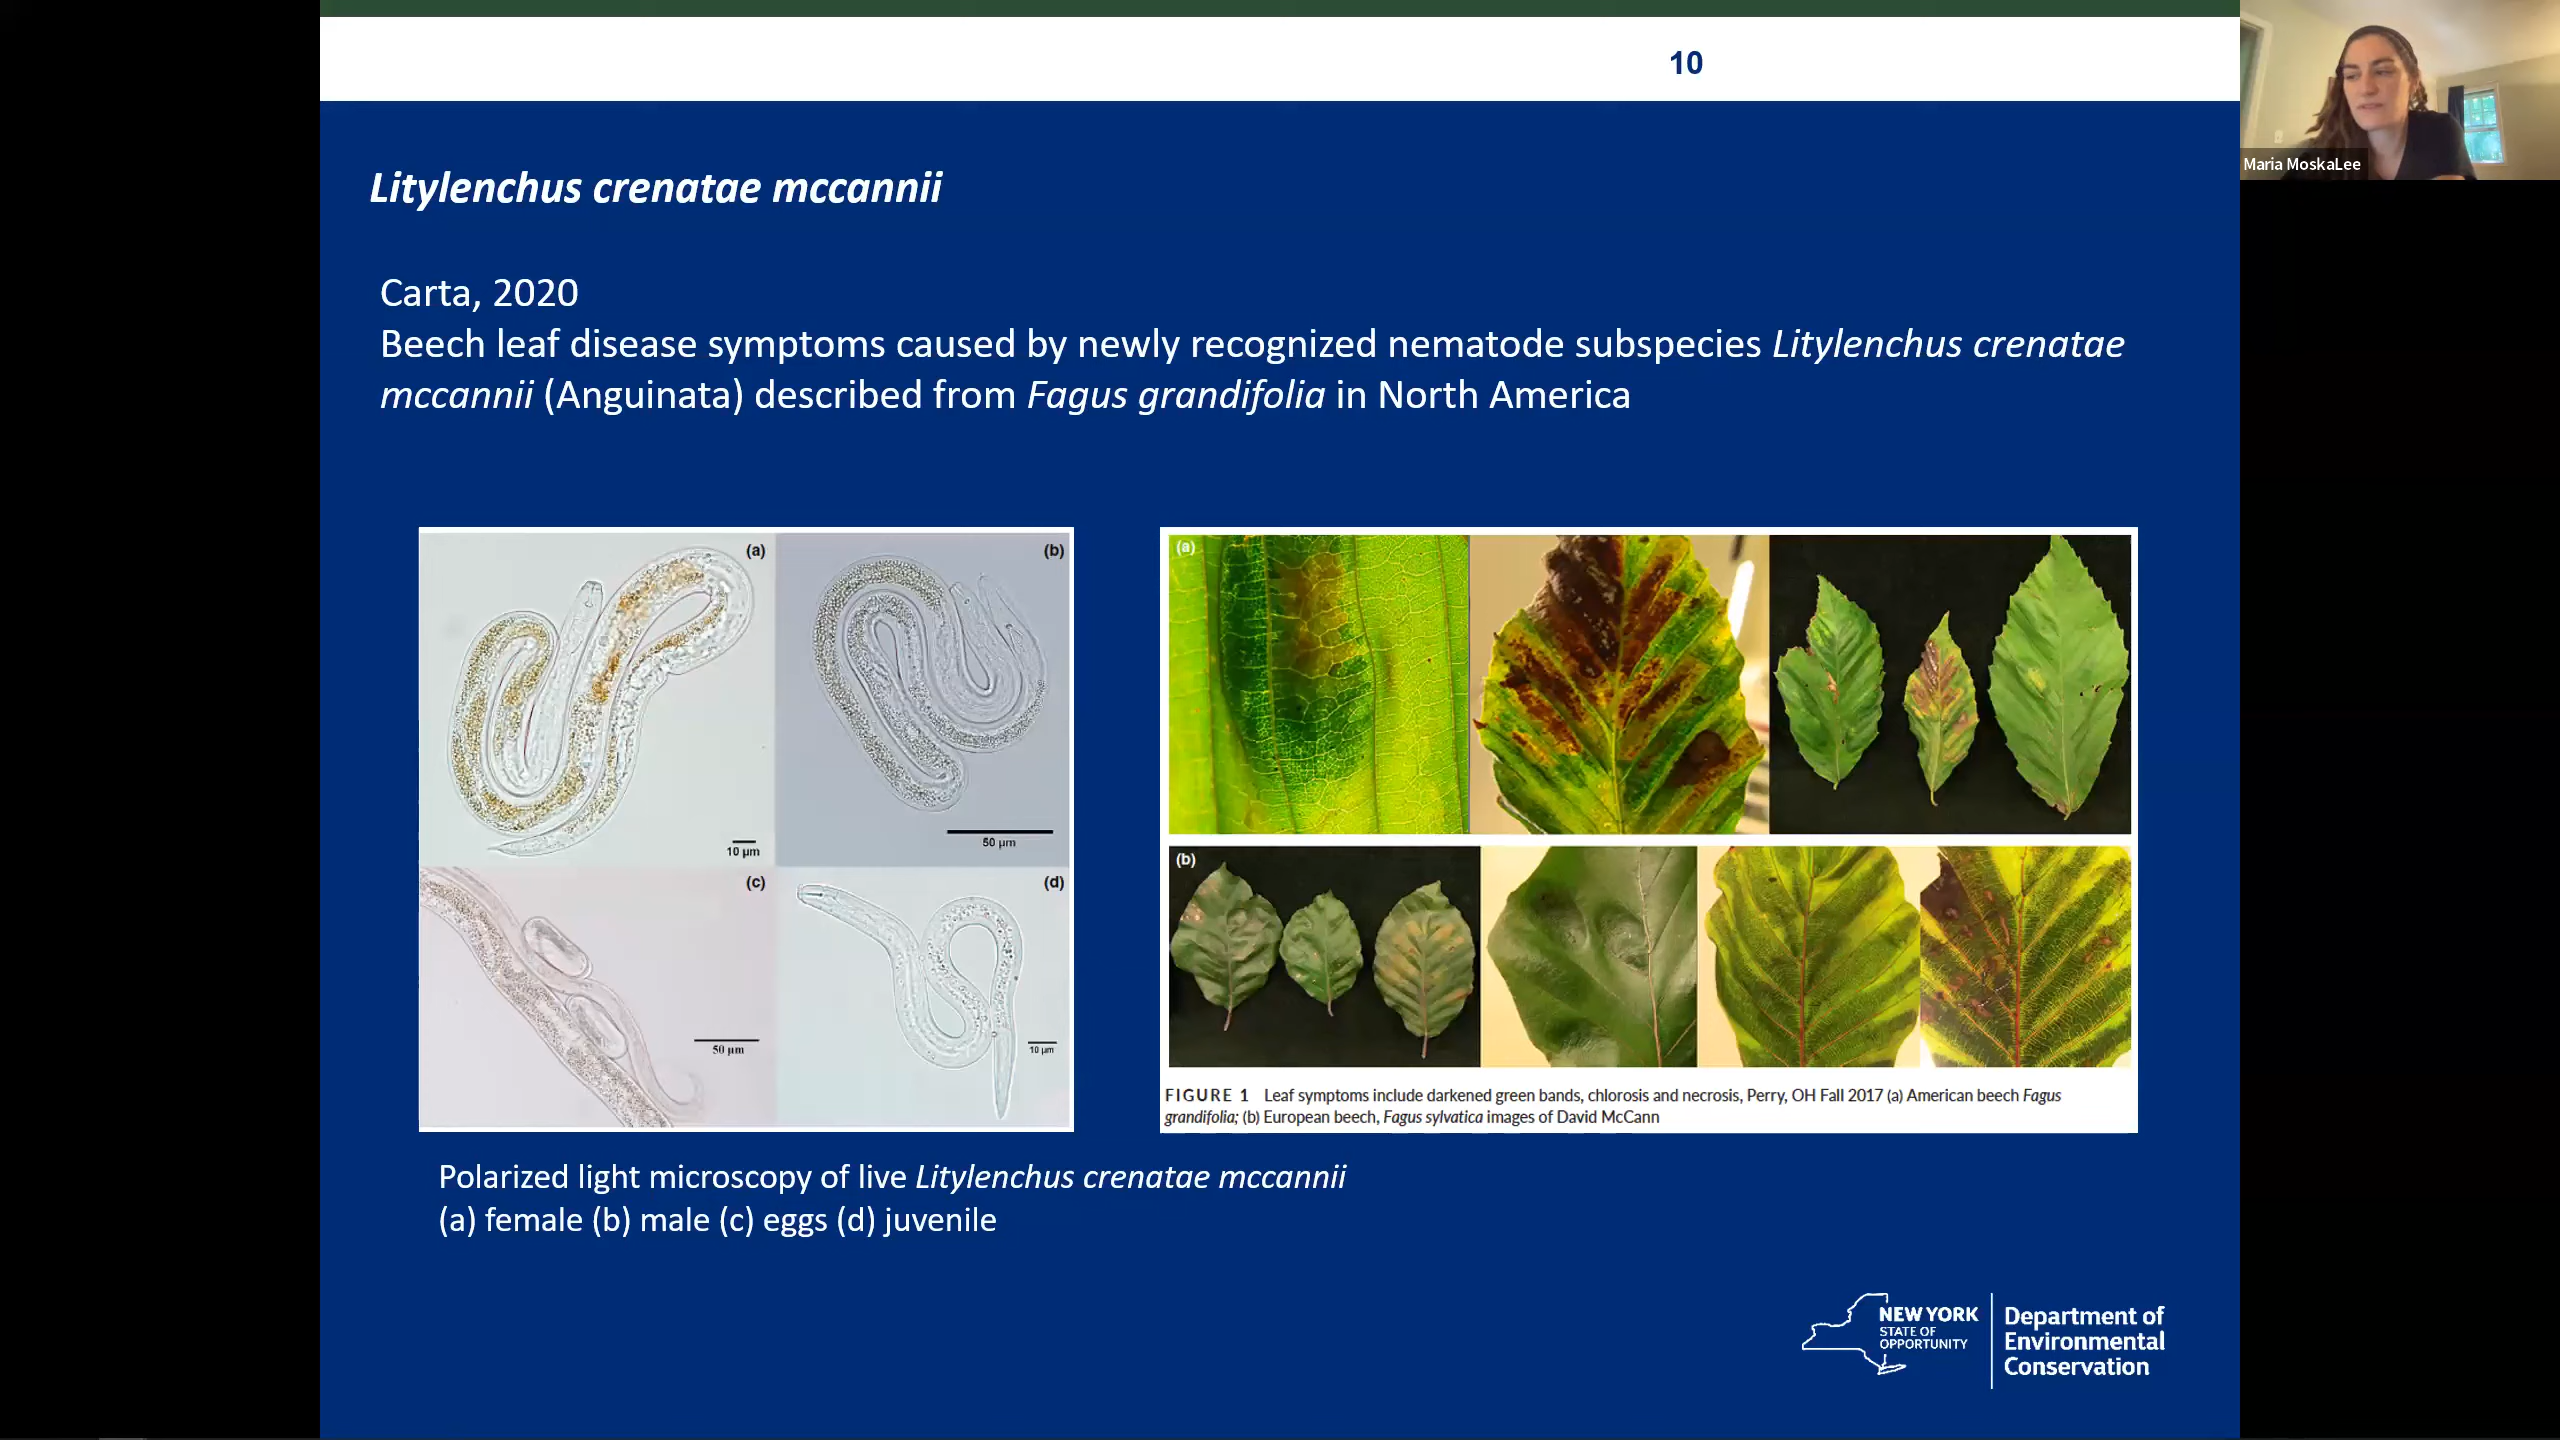 10
Maria MoskaLee
Litylenchus crenatae mccannii
Carta, 2020
Beech leaf disease symptoms caused by newly recognized nematode subspecies Litylenchus crenatae
mccannii (Anguinata) described from Fagus grandifolia in North America
(a)
(b)
10 µm
50 µm
(c)
(d)
50 µm
10 µm
(a)
(b)
FIGURE 1 Leaf symptoms include darkened green bands, chlorosis and necrosis, Perry, OH Fall 2017 (a) American beech Fagus
grandifolia; (b) European beech, Fagus sylvatica images of David McCann
Polarized light microscopy of live Litylenchus crenatae mccannii
(a) female (b) male (c) eggs (d) juvenile
NEW YORK
STATE OF
OPPORTUNITY
Department of
Environmental
Conservation